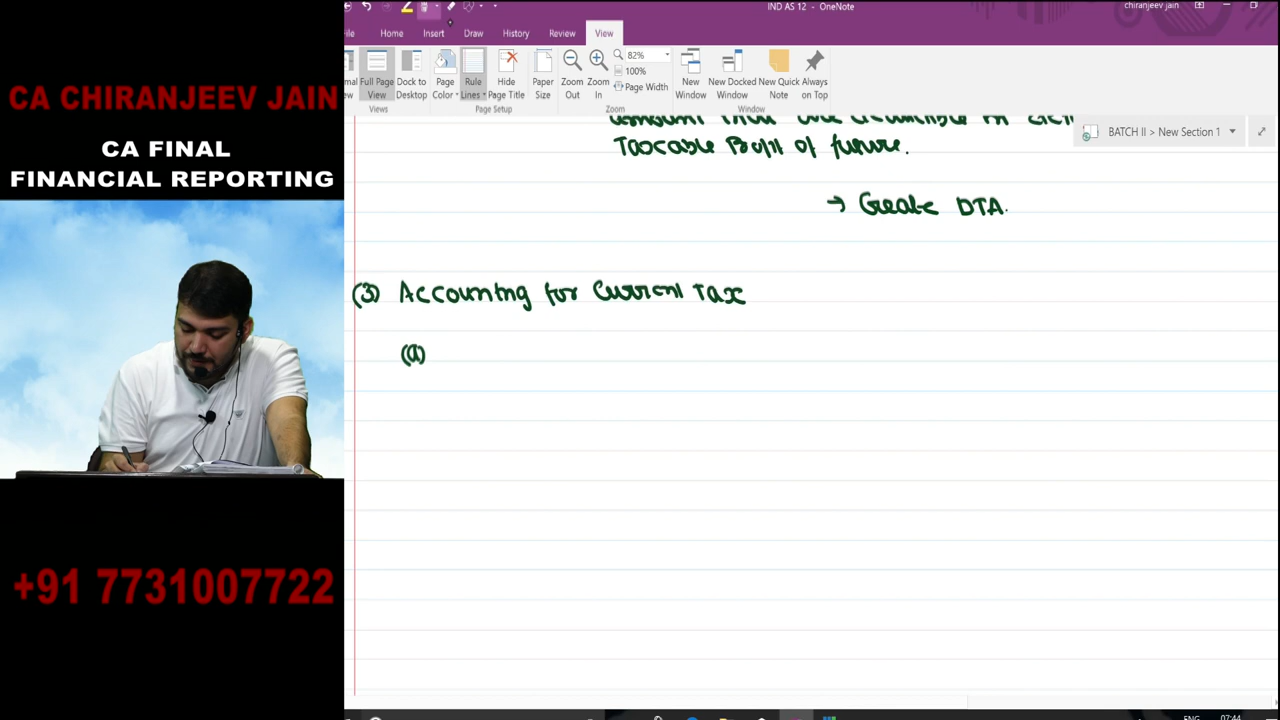 CA CHIRANJEEV JAIN
CA FINAL
FINANCIAL REPORTING
+91 7731007722
IND AS 12 - OneNote
chiranjeev jain
Home Insert Draw History Review View
Full Page View
Dock to Desktop
Views
Page Color
Rule Lines
Hide Page Title
Paper Size
Page Setup
Zoom Out
Zoom In
82%
100%
Page Width
Zoom
New Window
New Docked Window
New Quick Note
Always on Top
Window
BATCH II > New Section 1
Taxable of future.
→ Create DTA.
(3) Accounting for Current Tax
(a)
ENG 07:44